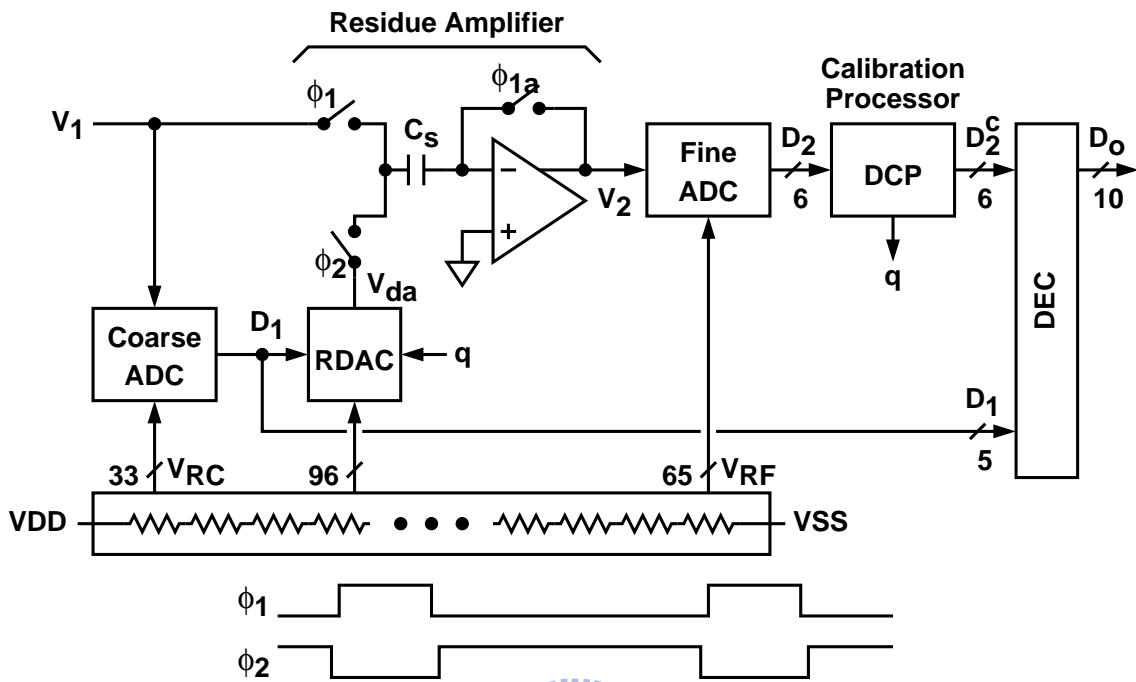 Residue Amplifier
ϕ1
ϕ1a
Calibration
Processor
V1
Cs
Fine
ADC
D2
6
DCP
D2c
6
DEC
Do
10
V2
−
+
ϕ2
Vda
q
Coarse
ADC
D1
RDAC
q
D1
5
33
VRC
96
65
VRF
VDD
VSS
ϕ1
ϕ2